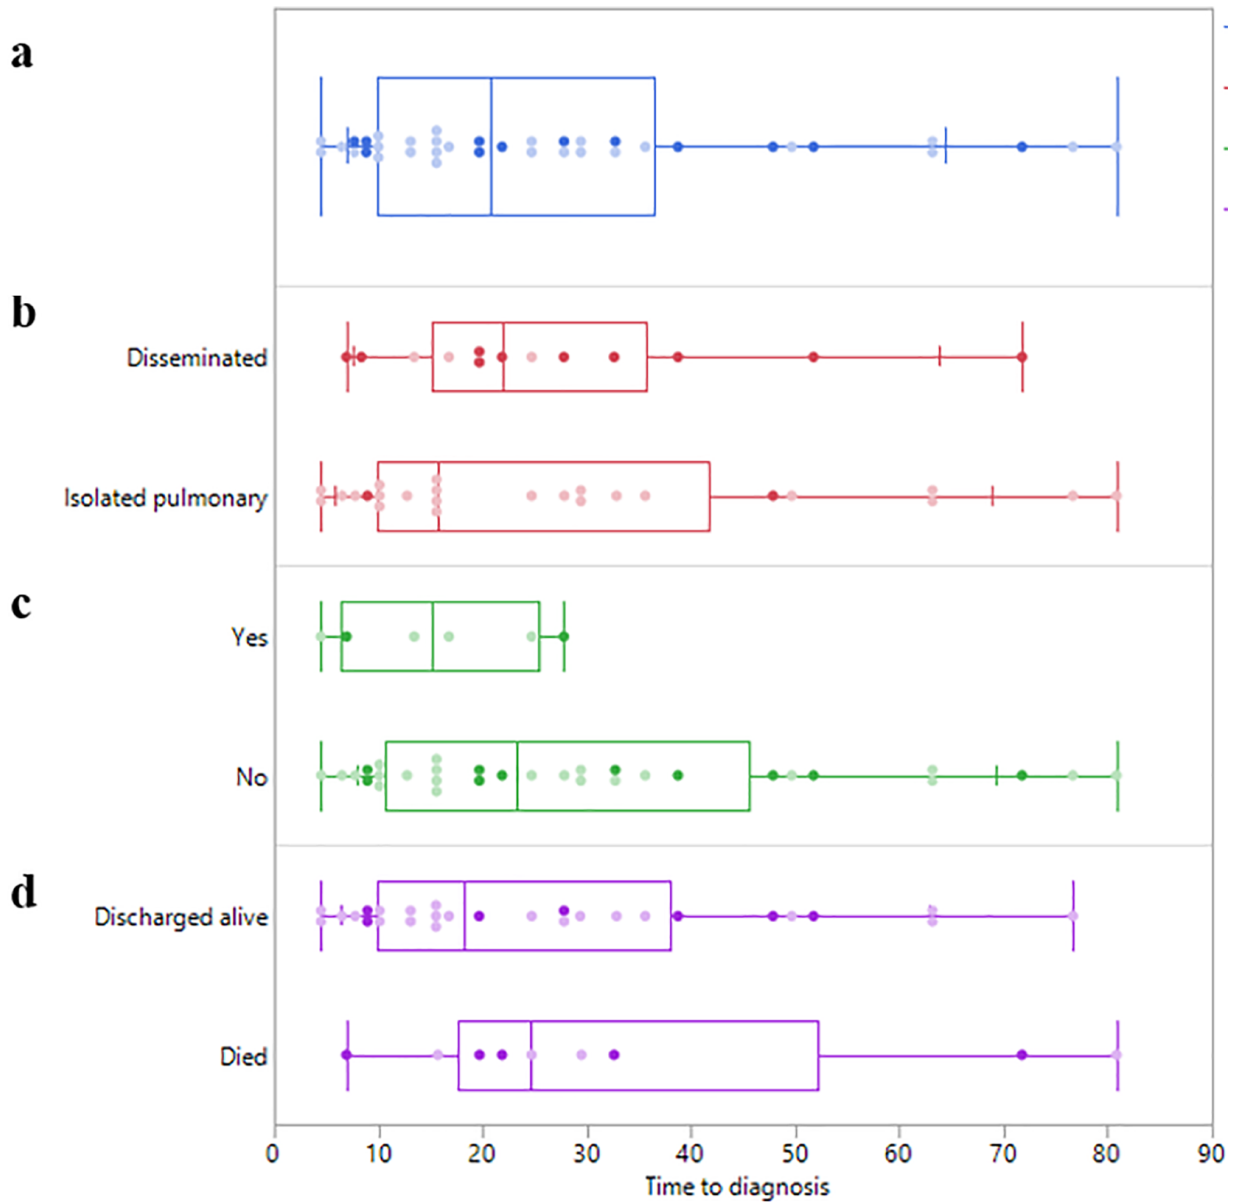 a
b
Disseminated
Isolated pulmonary
c
Yes
No
d
Discharged alive
Died
0 10 20 30 40 50 60 70 80 90
Time to diagnosis